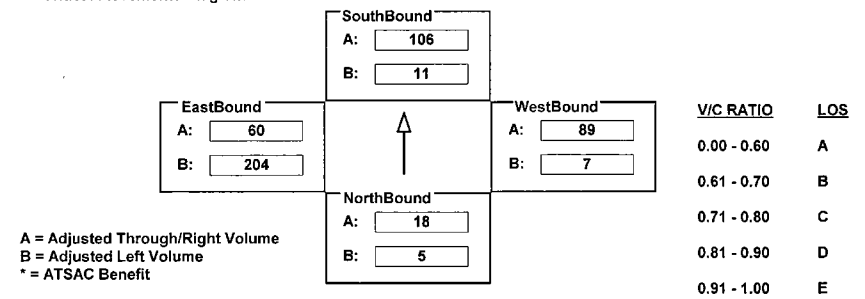 SouthBound
A: 106
B: 11
EastBound
A: 60
B: 204
WestBound
A: 89
B: 7
NorthBound
A: 18
B: 5
A = Adjusted Through/Right Volume
B = Adjusted Left Volume
* = ATSAC Benefit
V/C RATIO LOS
0.00 - 0.60 A
0.61 - 0.70 B
0.71 - 0.80 C
0.81 - 0.90 D
0.91 - 1.00 E